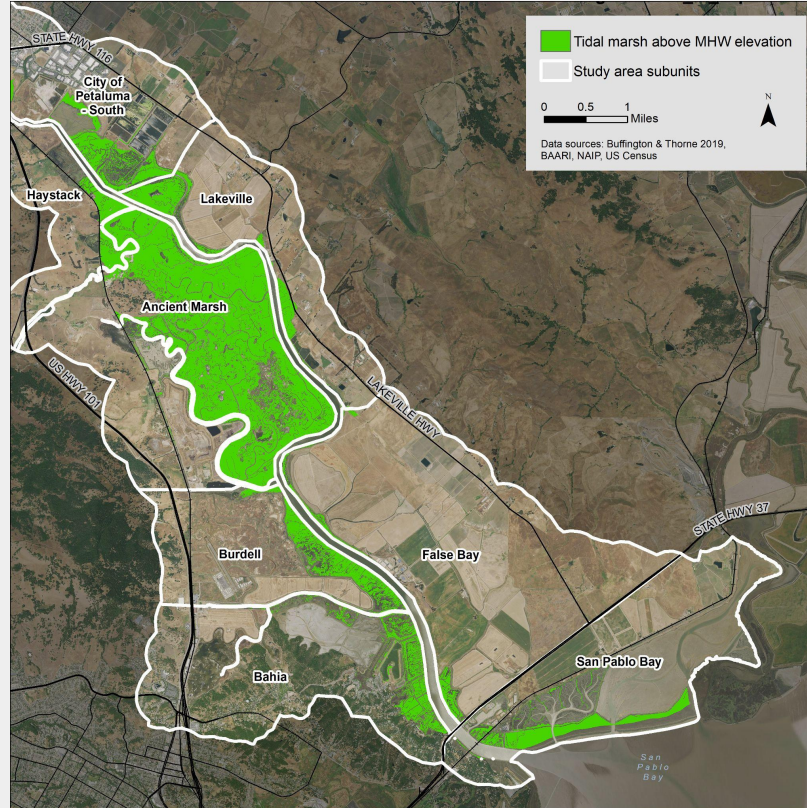 STATE HWY 116
City of
Petaluma
- South
Tidal marsh above MHW elevation
Study area subunits
0 0.5 1
Miles
N
Data sources: Buffington & Thorne 2019,
BAARI, NAIP, US Census
Haystack
Lakeville
Ancient Marsh
US HWY 101
LAKEVILLE HWY
STATE HWY 37
Burdell
False Bay
San Pablo Bay
Bahia
San
Pablo
Bay